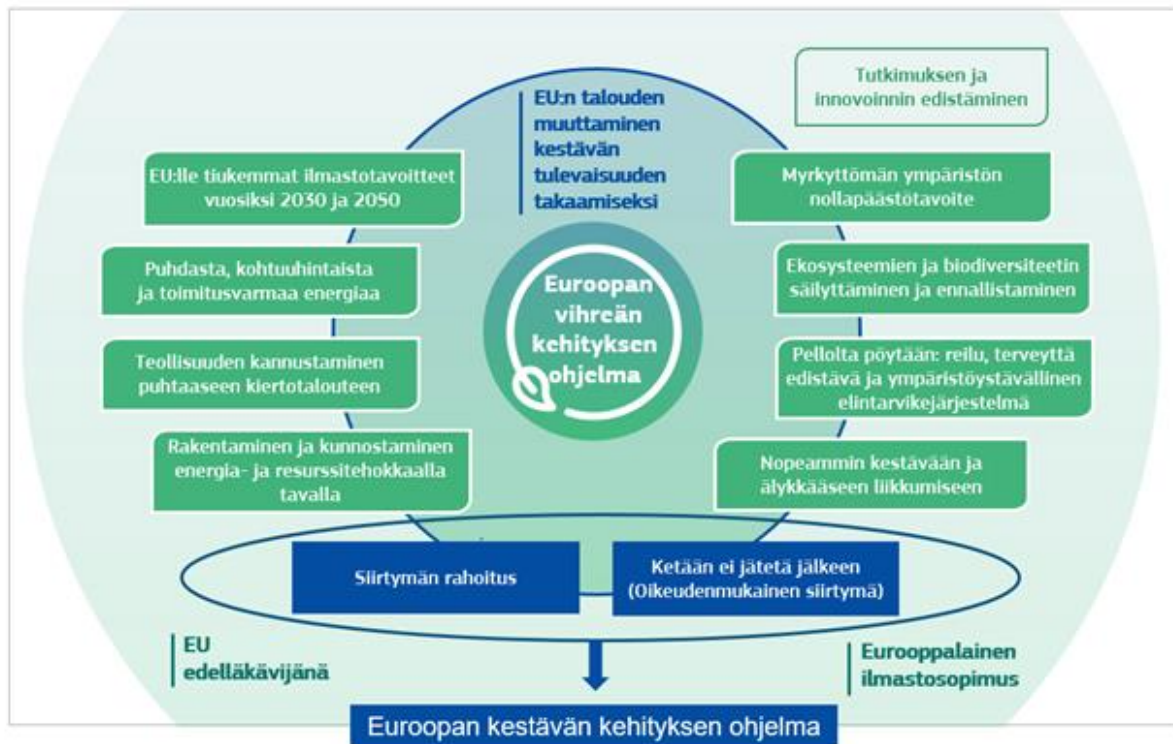 Tutkimuksen ja
innovoinnin edistäminen
EU:n talouden
muuttaminen
kestävän
tulevaisuuden
takaamiseksi
EU:lle tiukemmat ilmastotavoitteet
vuosiksi 2030 ja 2050
Myrkyttömän ympäristön
nollapäästötavoite
Puhdasta, kohtuuhintaista
ja toimitusvarmaa energiaa
Ekosysteemien ja biodiversiteetin
säilyttäminen ja ennallistaminen
Euroopan
vihreän
kehityksen
ohjelma
Teollisuuden kannustaminen
puhtaaseen kiertotalouteen
Pellolta pöytään: reilu, terveyttä
edistävä ja ympäristöystävällinen
elintarvikejärjestelmä
Rakentaminen ja kunnostaminen
energia- ja resurssitehokkaalla
tavalla
Nopeammin kestävään ja
älykkääseen liikkumiseen
Siirtymän rahoitus
Ketään ei jätetä jälkeen
(Oikeudenmukainen siirtymä)
EU
edelläkävijänä
Eurooppalainen
ilmastosopimus
Euroopan kestävän kehityksen ohjelma